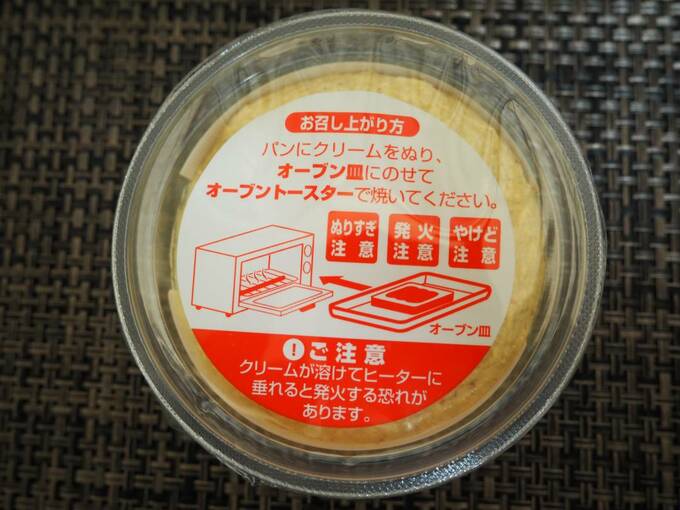 お召し上がり方
パンにクリームをぬり、
オーブン皿にのせて
オーブントースターで焼いてください。
ぬりすぎ注意
発火注意
やけど注意
オーブン皿
！ご注意
クリームが溶けてヒーターに
垂れると発火する恐れが
あります。